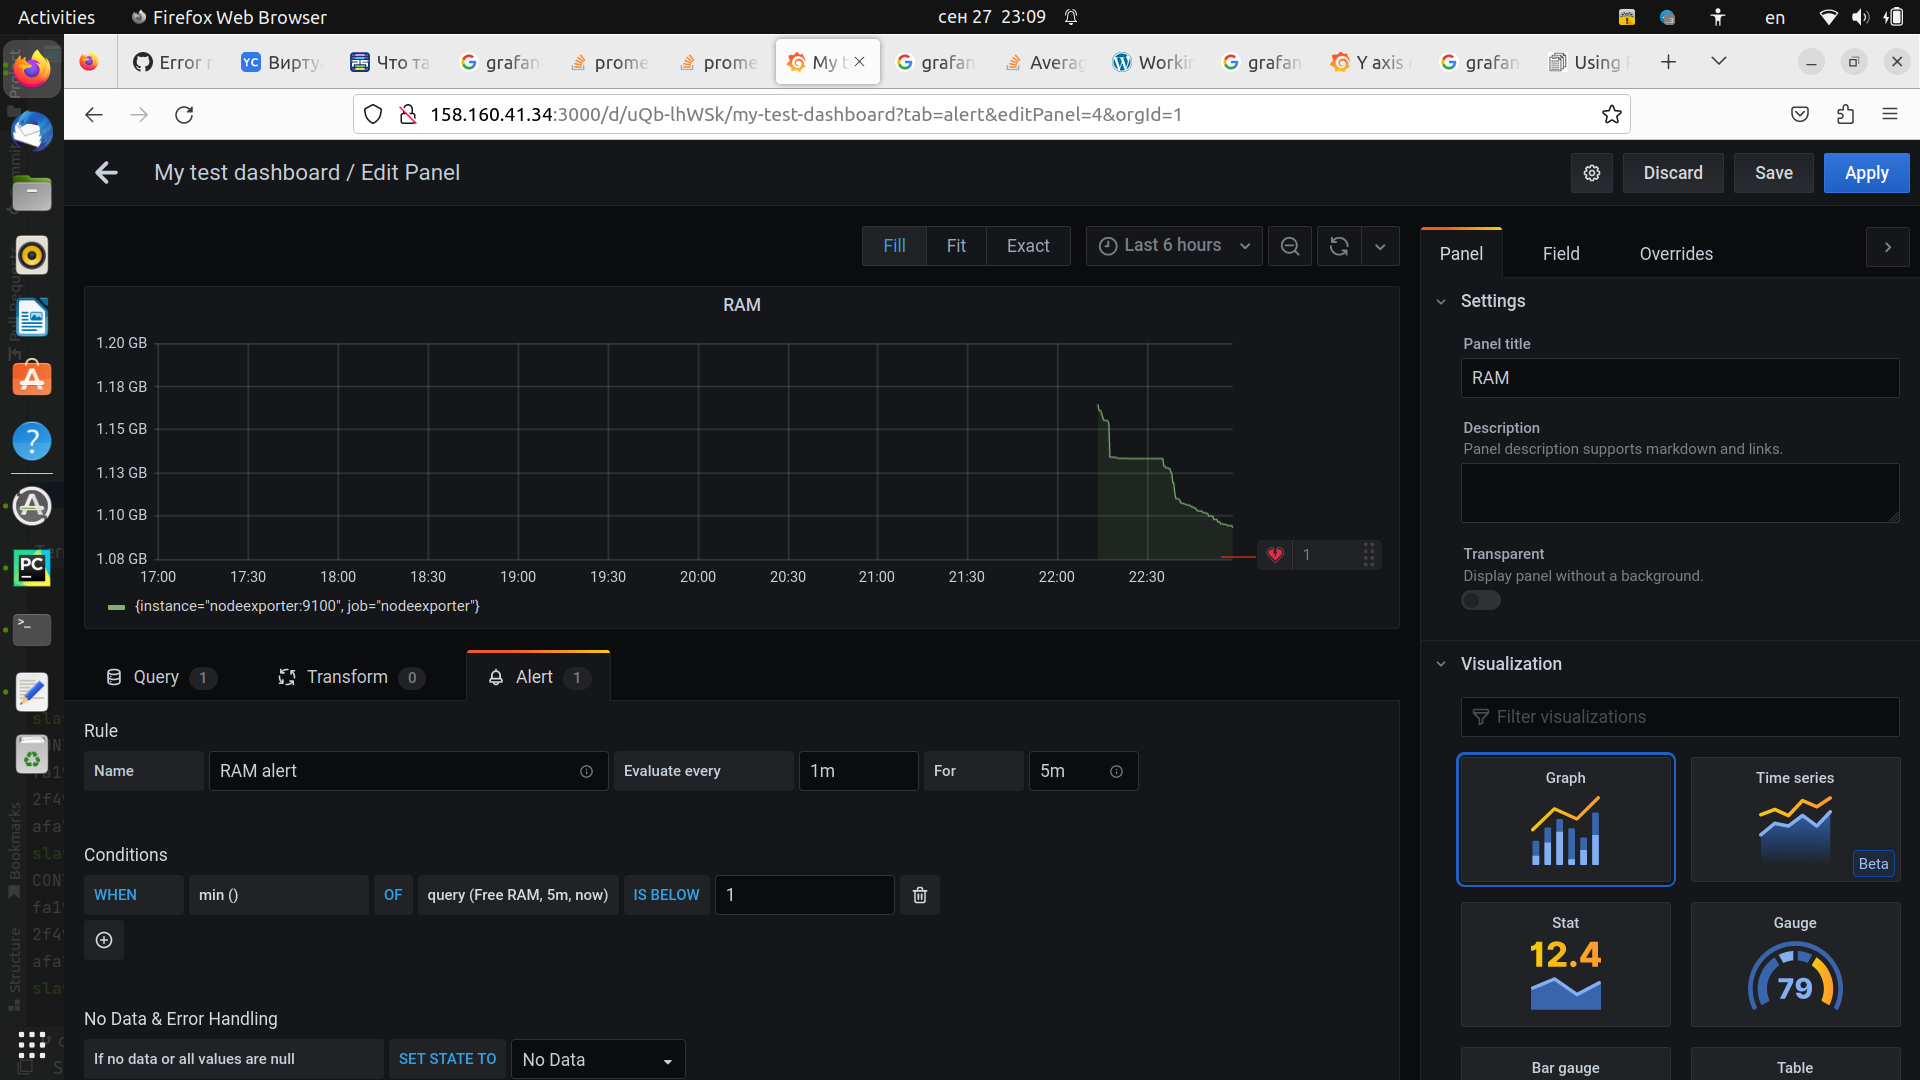 Activities
Firefox Web Browser
сен 27 23:09
en
Error r
Вирту
Что та
grafan
prome
prome
My t
grafan
Averag
Workin
grafan
Y axis
grafan
Using
158.160.41.34:3000/d/uQb-lhWSk/my-test-dashboard?tab=alert&editPanel=4&orgId=1
My test dashboard / Edit Panel
Discard
Save
Apply
Fill
Fit
Exact
Last 6 hours
Panel
Field
Overrides
RAM
1.20 GB
1.18 GB
1.15 GB
1.13 GB
1.10 GB
1.08 GB
17:00
17:30
18:00
18:30
19:00
19:30
20:00
20:30
21:00
21:30
22:00
22:30
1
{instance="nodeexporter:9100", job="nodeexporter"}
Query 1
Transform 0
Alert 1
Rule
Name
RAM alert
Evaluate every
1m
For
5m
Conditions
WHEN
min ()
OF
query (Free RAM, 5m, now)
IS BELOW
1
No Data & Error Handling
If no data or all values are null
SET STATE TO
No Data
Settings
Panel title
RAM
Description
Panel description supports markdown and links.
Transparent
Display panel without a background.
Visualization
Filter visualizations
Graph
Time series
Beta
Stat
12.4
Gauge
79
Bar gauge
Table
Bookmarks
Structure